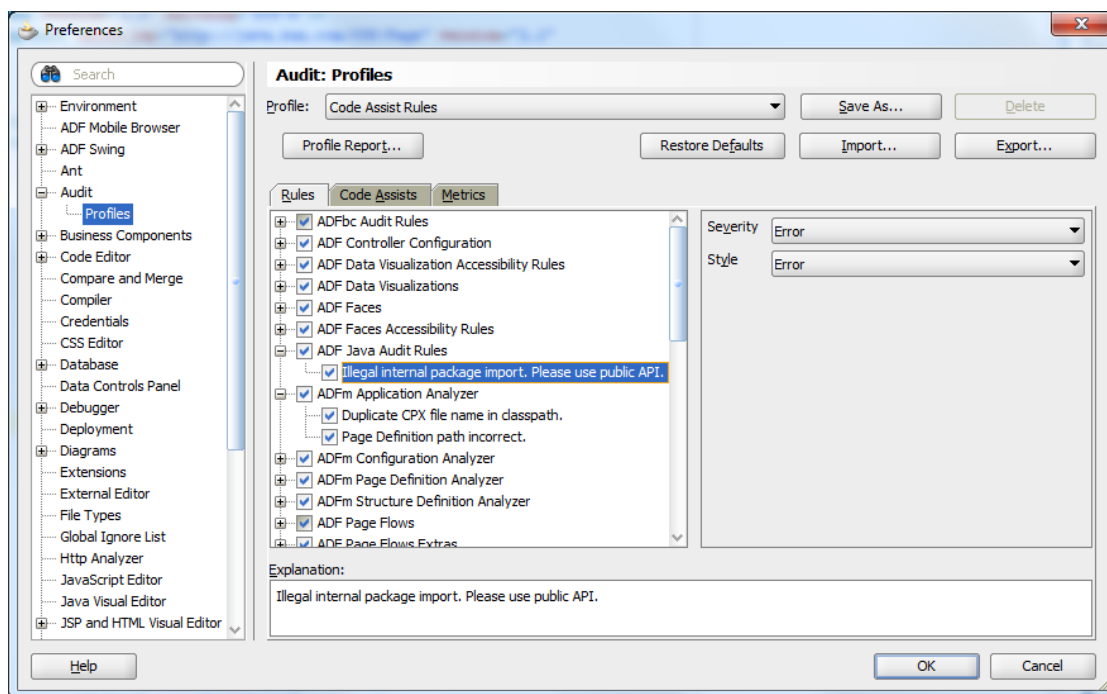 Preferences
Search
Environment
ADF Mobile Browser
ADF Swing
Ant
Audit
Profiles
Business Components
Code Editor
Compare and Merge
Compiler
Credentials
CSS Editor
Database
Data Controls Panel
Debugger
Deployment
Diagrams
Extensions
External Editor
File Types
Global Ignore List
Http Analyzer
JavaScript Editor
Java Visual Editor
JSP and HTML Visual Editor
Audit: Profiles
Profile: Code Assist Rules
Save As...
Delete
Profile Report...
Restore Defaults
Import...
Export...
Rules Code Assists Metrics
ADFbc Audit Rules
ADF Controller Configuration
ADF Data Visualization Accessibility Rules
ADF Data Visualizations
ADF Faces
ADF Faces Accessibility Rules
ADF Java Audit Rules
Illegal internal package import. Please use public API.
ADFm Application Analyzer
Duplicate CPX file name in classpath.
Page Definition path incorrect.
ADFm Configuration Analyzer
ADFm Page Definition Analyzer
ADFm Structure Definition Analyzer
ADF Page Flows
ADF Page Flows Extras
Severity Error
Style Error
Explanation:
Illegal internal package import. Please use public API.
Help
OK
Cancel